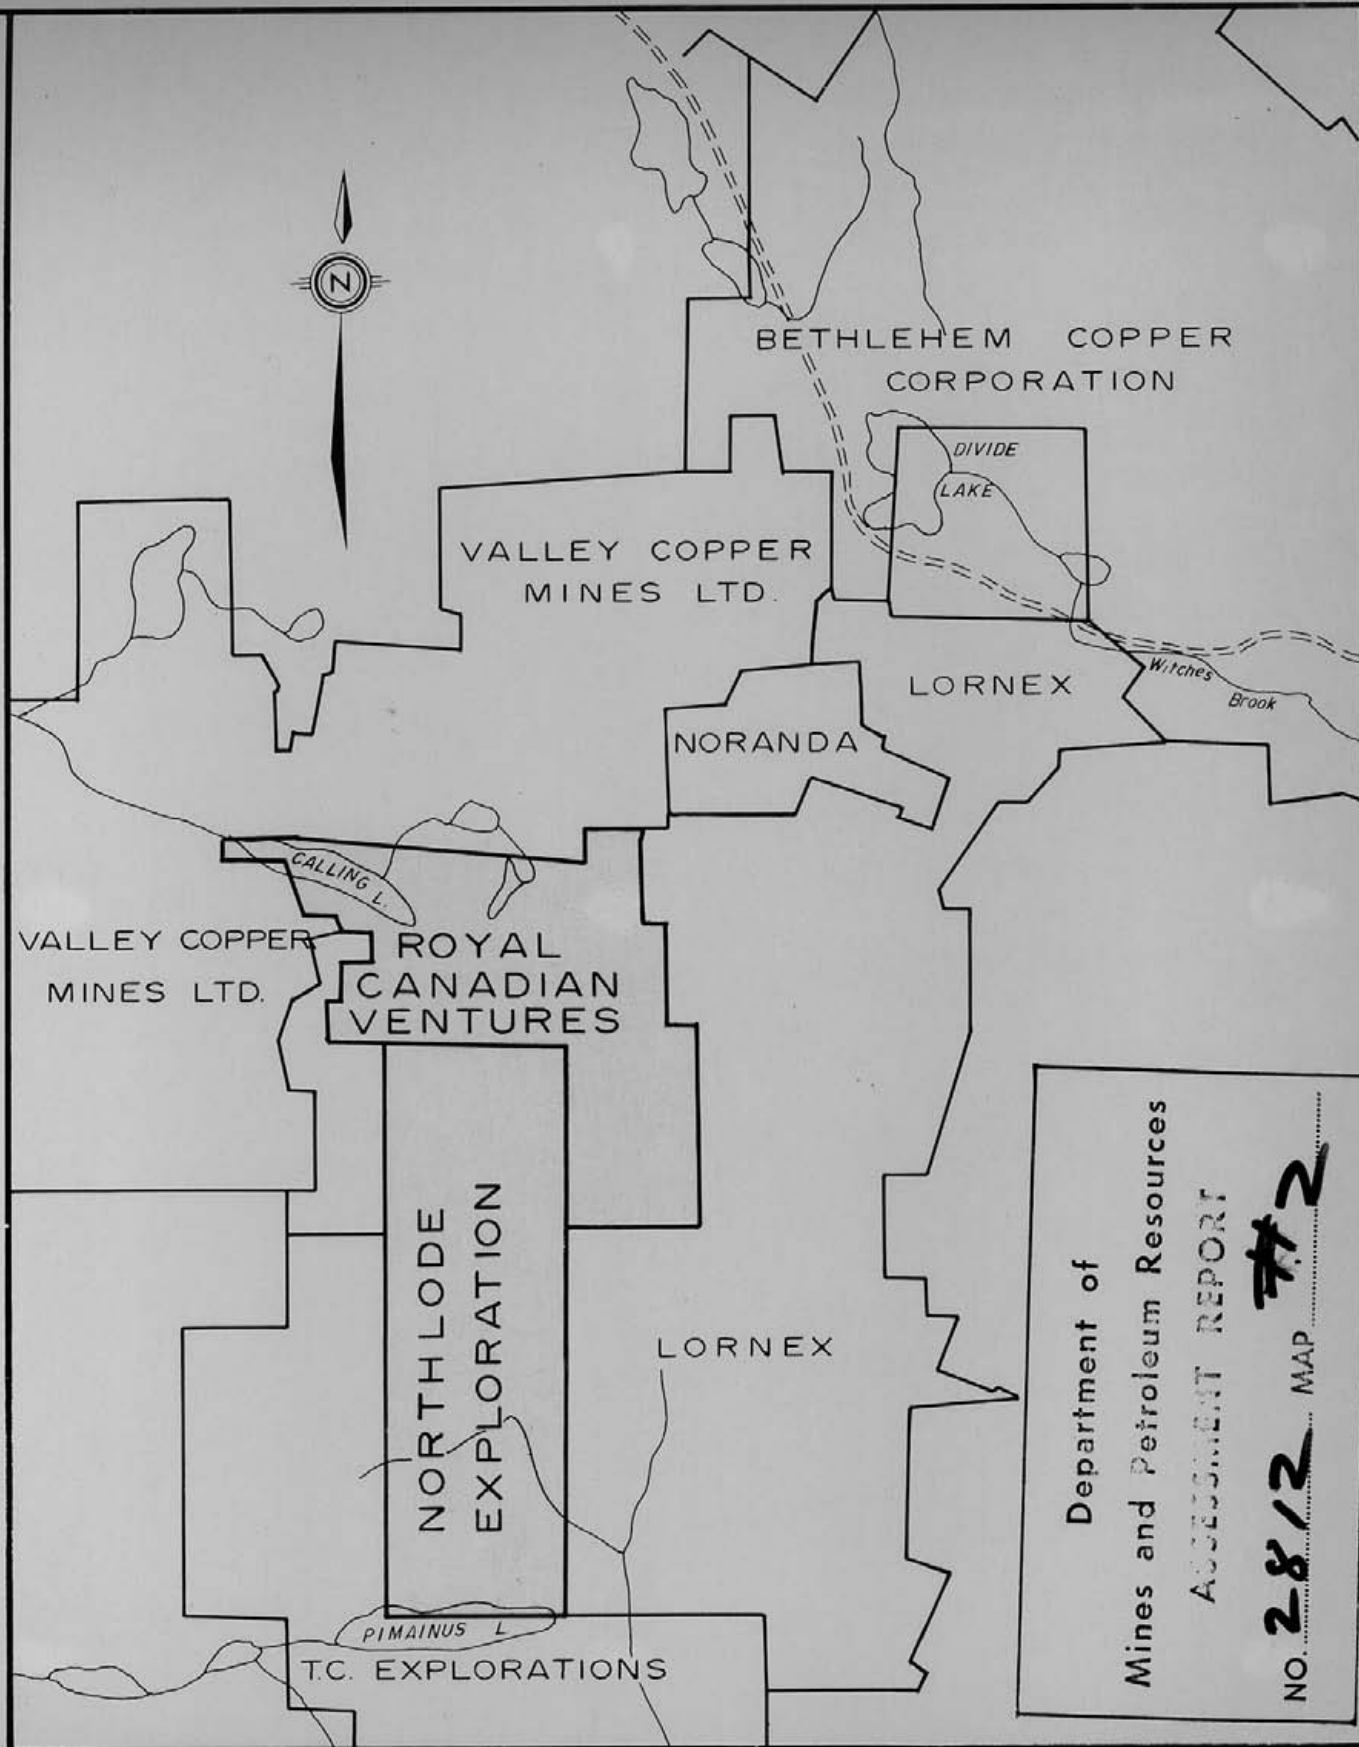 N
BETHLEHEM COPPER
CORPORATION
DIVIDE
LAKE
VALLEY COPPER
MINES LTD.
LORNEX
Witches
Brook
NORANDA
CALLING L.
VALLEY COPPER
MINES LTD.
ROYAL
CANADIAN
VENTURES
NORTHLODE
EXPLORATION
LORNEX
PIMAINUS L
T.C. EXPLORATIONS
Department of
Mines and Petroleum Resources
ASSESSMENT REPORT
NO. 2812 MAP #2